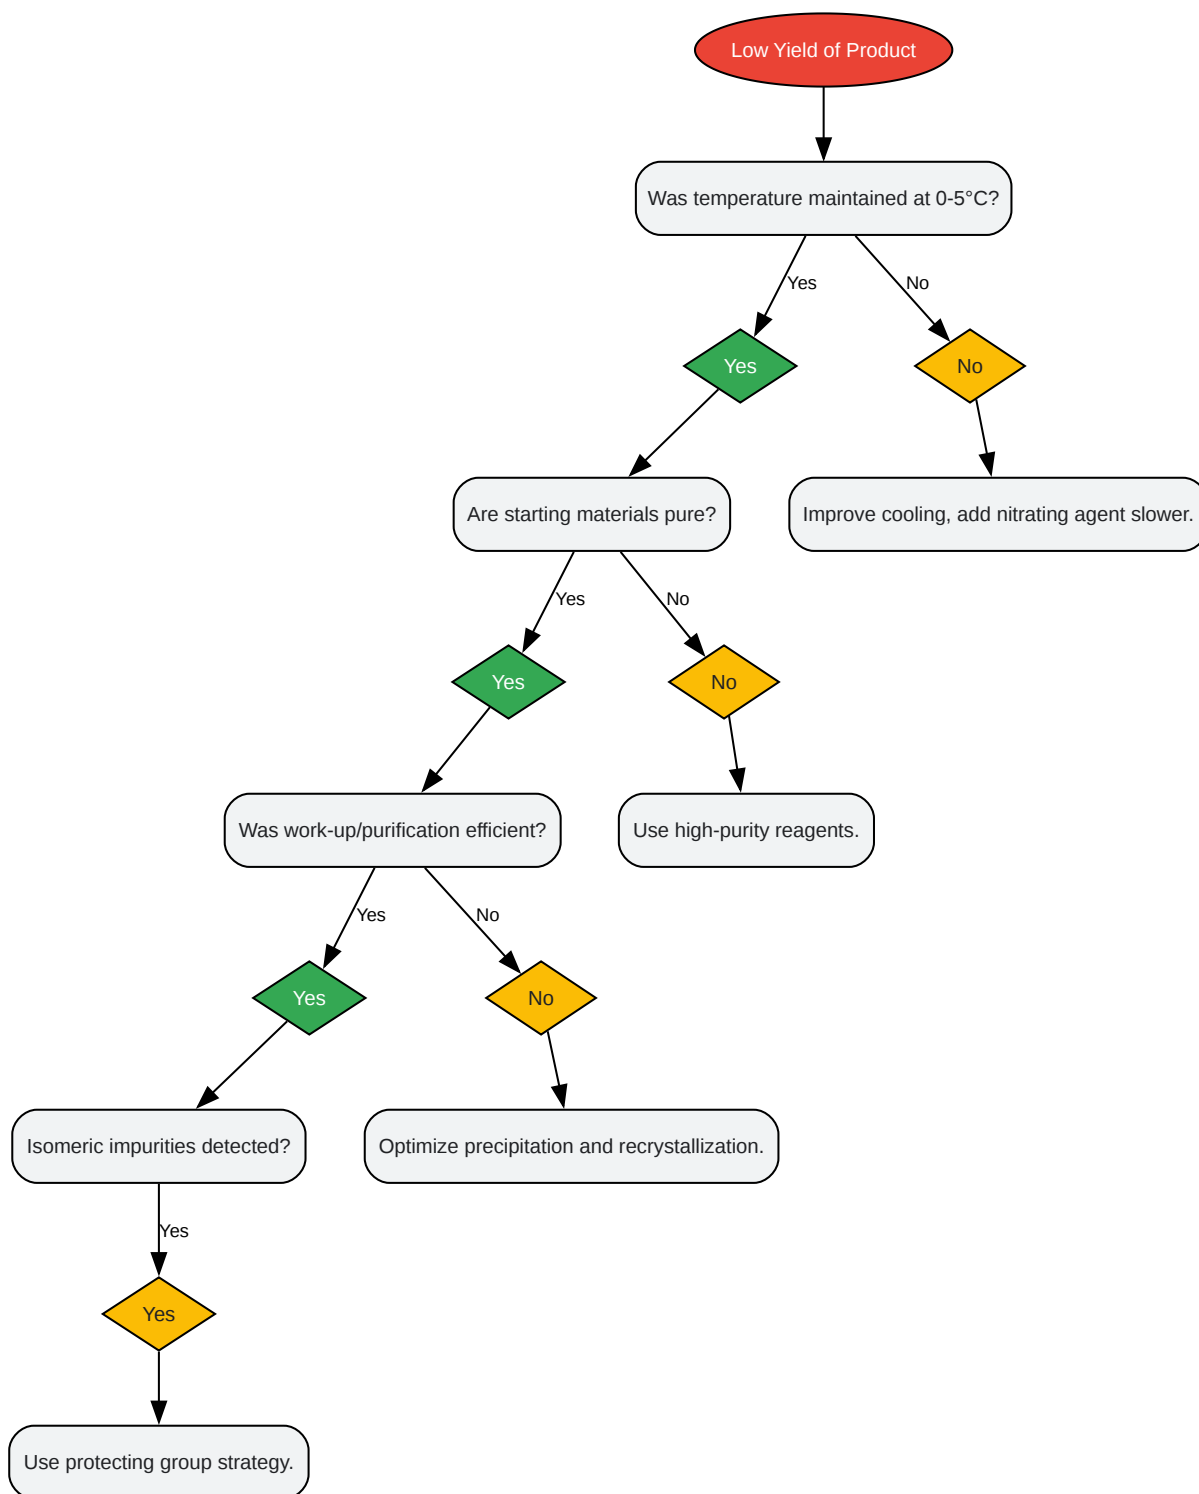 Low Yield of Product
Was temperature maintained at 0-5°C?
Yes
No
Yes
No
Are starting materials pure?
Improve cooling, add nitrating agent slower.
Yes
No
Yes
No
Was work-up/purification efficient?
Use high-purity reagents.
Yes
No
Yes
No
Isomeric impurities detected?
Optimize precipitation and recrystallization.
Yes
Yes
Use protecting group strategy.